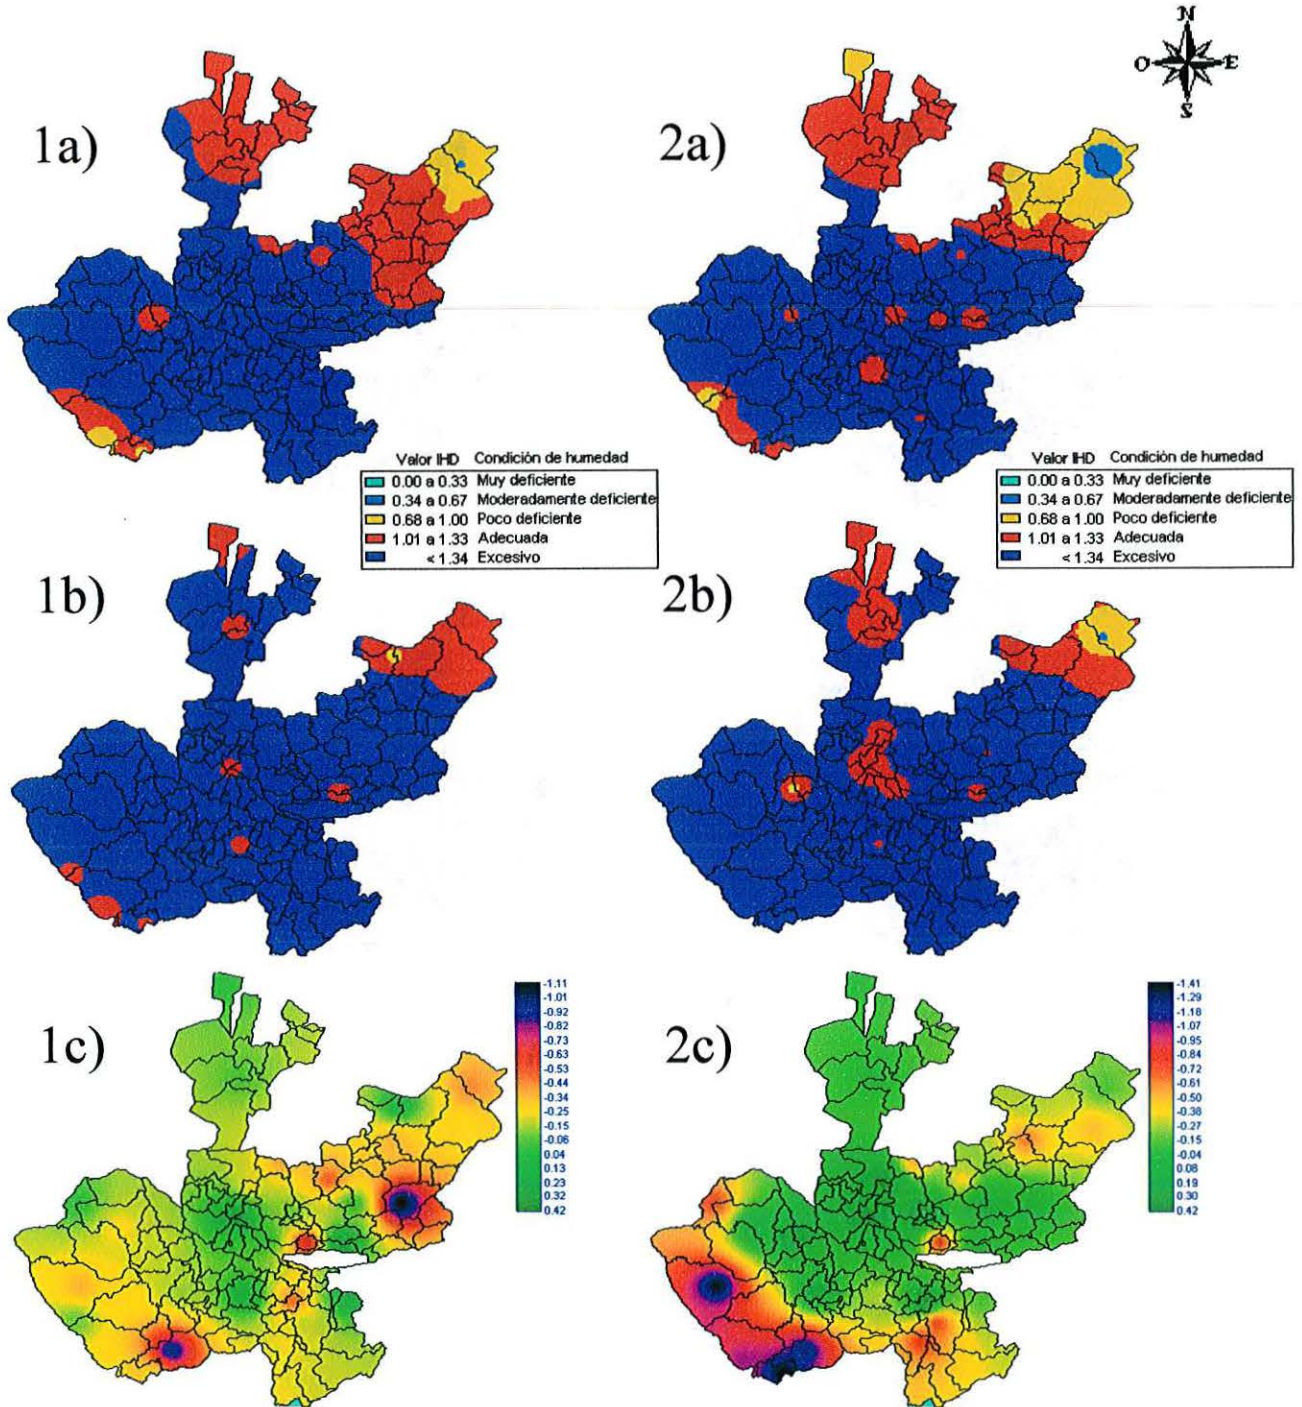 N
O E
S
1a)
2a)
Valor IHD Condición de humedad
0.00 a 0.33 Muy deficiente
0.34 a 0.67 Moderadamente deficiente
0.68 a 1.00 Poco deficiente
1.01 a 1.33 Adecuada
< 1.34 Excesivo
Valor IHD Condición de humedad
0.00 a 0.33 Muy deficiente
0.34 a 0.67 Moderadamente deficiente
0.68 a 1.00 Poco deficiente
1.01 a 1.33 Adecuada
< 1.34 Excesivo
1b)
2b)
1c)
-1.11
-1.01
-0.92
-0.82
-0.73
-0.63
-0.53
-0.44
-0.34
-0.25
-0.15
-0.06
0.04
0.13
0.23
0.32
0.42
2c)
-1.41
-1.29
-1.18
-1.07
-0.95
-0.84
-0.72
-0.61
-0.50
-0.38
-0.27
-0.15
-0.04
0.08
0.19
0.30
0.42